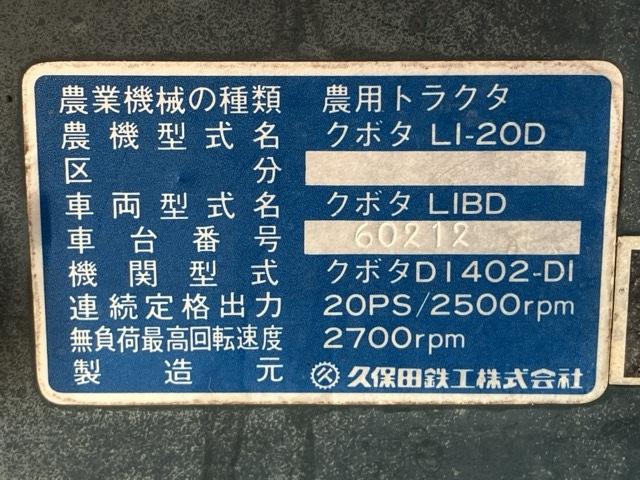 農業機械の種類 農用トラクタ
農機型式名 クボタ L1-20D
区分
車両型式名 クボタ L1BD
車台番号 60212
機関型式 クボタD1402-D1
連続定格出力 20PS/2500rpm
無負荷最高回転速度 2700rpm
製造元 久保田鉄工株式会社